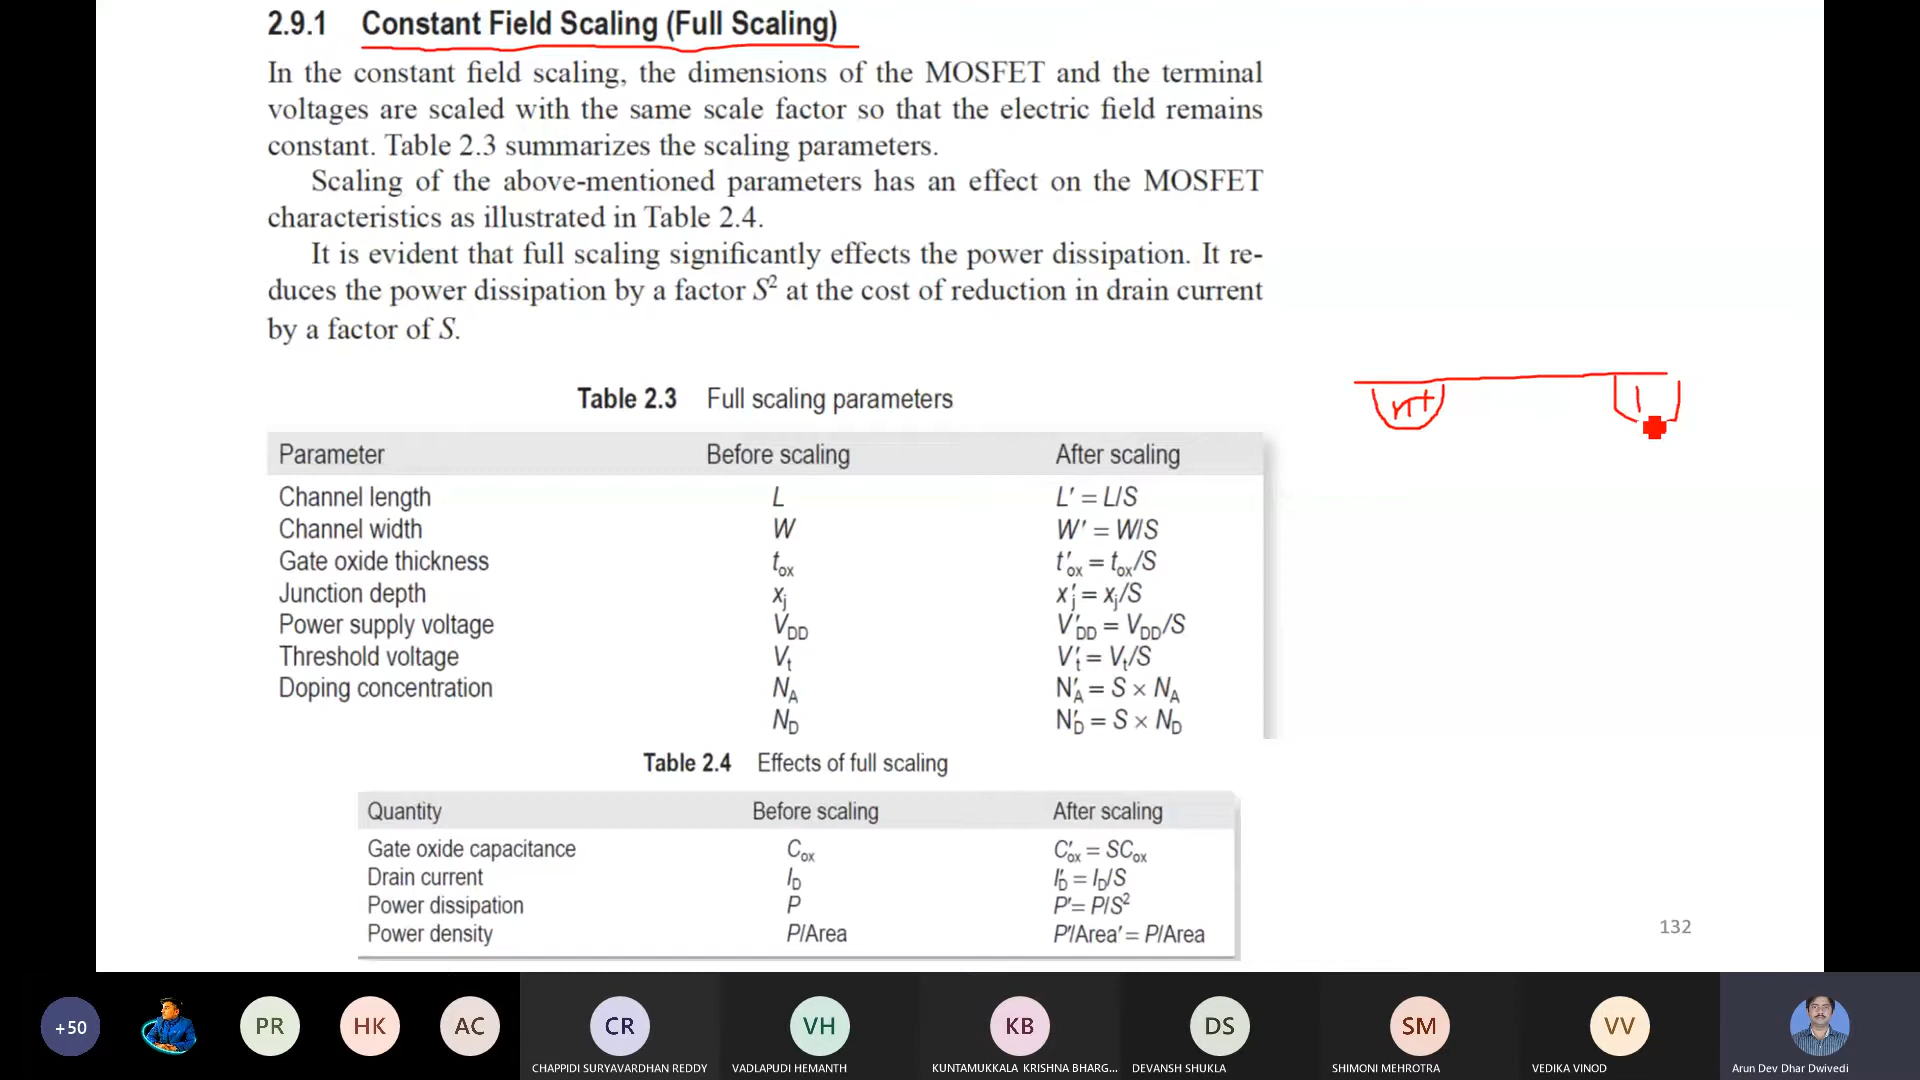 2.9.1 Constant Field Scaling (Full Scaling)
In the constant field scaling, the dimensions of the MOSFET and the terminal
voltages are scaled with the same scale factor so that the electric field remains
constant. Table 2.3 summarizes the scaling parameters.
Scaling of the above-mentioned parameters has an effect on the MOSFET
characteristics as illustrated in Table 2.4.
It is evident that full scaling significantly effects the power dissipation. It re-
duces the power dissipation by a factor S² at the cost of reduction in drain current
by a factor of S.
n+
Table 2.3 Full scaling parameters
Parameter Before scaling After scaling
Channel length L L′ = L/S
Channel width W W′ = W/S
Gate oxide thickness tox t′ox = tox/S
Junction depth xj x′j = xj/S
Power supply voltage VDD V′DD = VDD/S
Threshold voltage Vt V′t = Vt/S
Doping concentration NA N′A = S × NA
ND N′D = S × ND
Table 2.4 Effects of full scaling
Quantity Before scaling After scaling
Gate oxide capacitance Cox C′ox = SCox
Drain current ID I′D = ID/S
Power dissipation P P′= P/S²
Power density P/Area P′/Area′ = P/Area
132
+50 PR HK AC CR VH KB DS SM VV
CHAPPIDI SURYAVARDHAN REDDY VADLAPUDI HEMANTH KUNTAMUKKALA KRISHNA BHARG... DEVANSH SHUKLA SHIMONI MEHROTRA VEDIKA VINOD Arun Dev Dhar Dwivedi